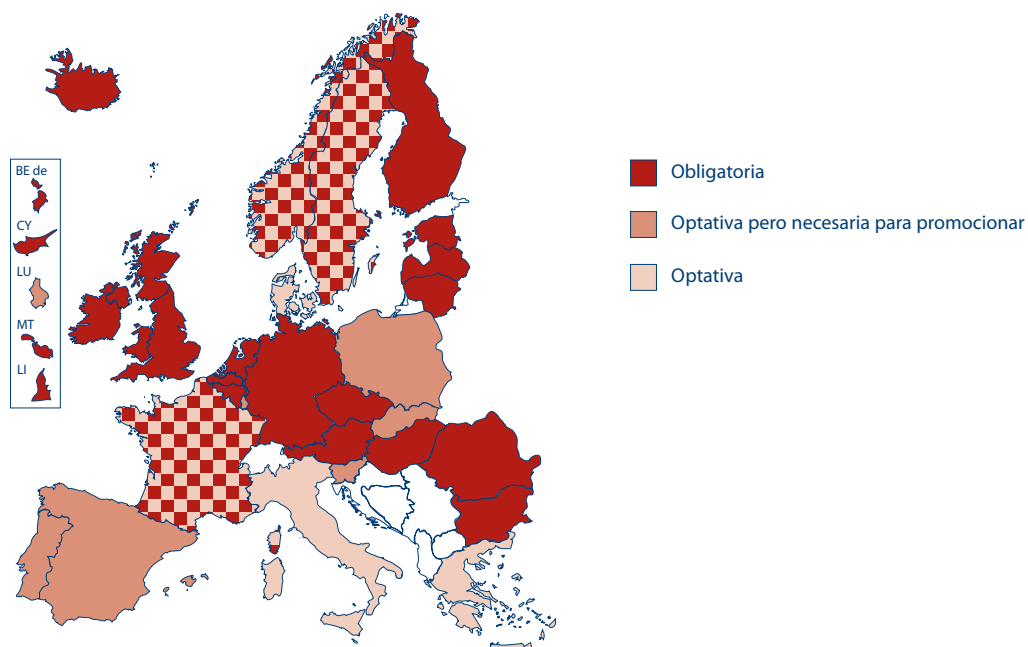 BE de
CY
LU
MT
LI
Obligatoria
Optativa pero necesaria para promocionar
Optativa